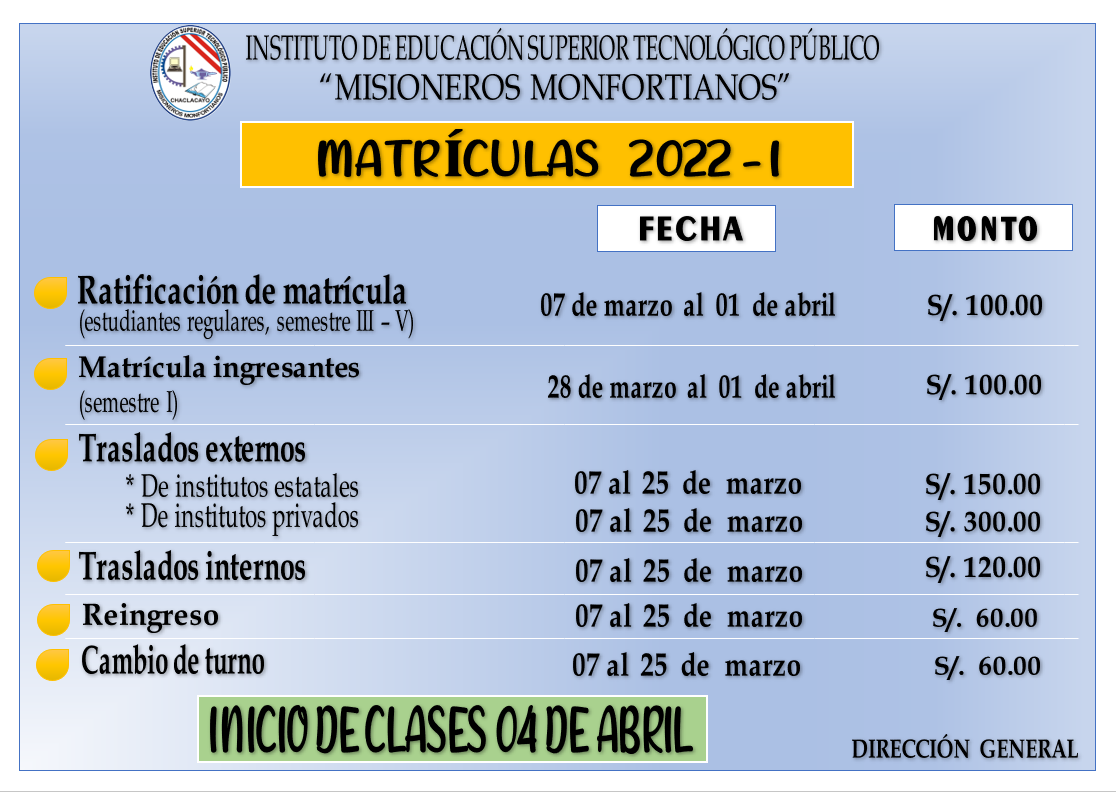 INSTITUTO DE EDUCACIÓN SUPERIOR TECNOLÓGICO PÚBLICO
CHACLACAYO
MISIONEROS MONFORTIANOS
INSTITUTO DE EDUCACIÓN SUPERIOR TECNOLÓGICO PÚBLICO
“MISIONEROS MONFORTIANOS”
MATRÍCULAS 2022 - I
FECHA MONTO
Ratificación de matrícula
(estudiantes regulares, semestre III – V)
07 de marzo al 01 de abril S/. 100.00
Matrícula ingresantes
(semestre I)
28 de marzo al 01 de abril S/. 100.00
Traslados externos
* De institutos estatales 07 al 25 de marzo S/. 150.00
* De institutos privados 07 al 25 de marzo S/. 300.00
Traslados internos 07 al 25 de marzo S/. 120.00
Reingreso 07 al 25 de marzo S/. 60.00
Cambio de turno 07 al 25 de marzo S/. 60.00
INICIO DE CLASES 04 DE ABRIL
DIRECCIÓN GENERAL